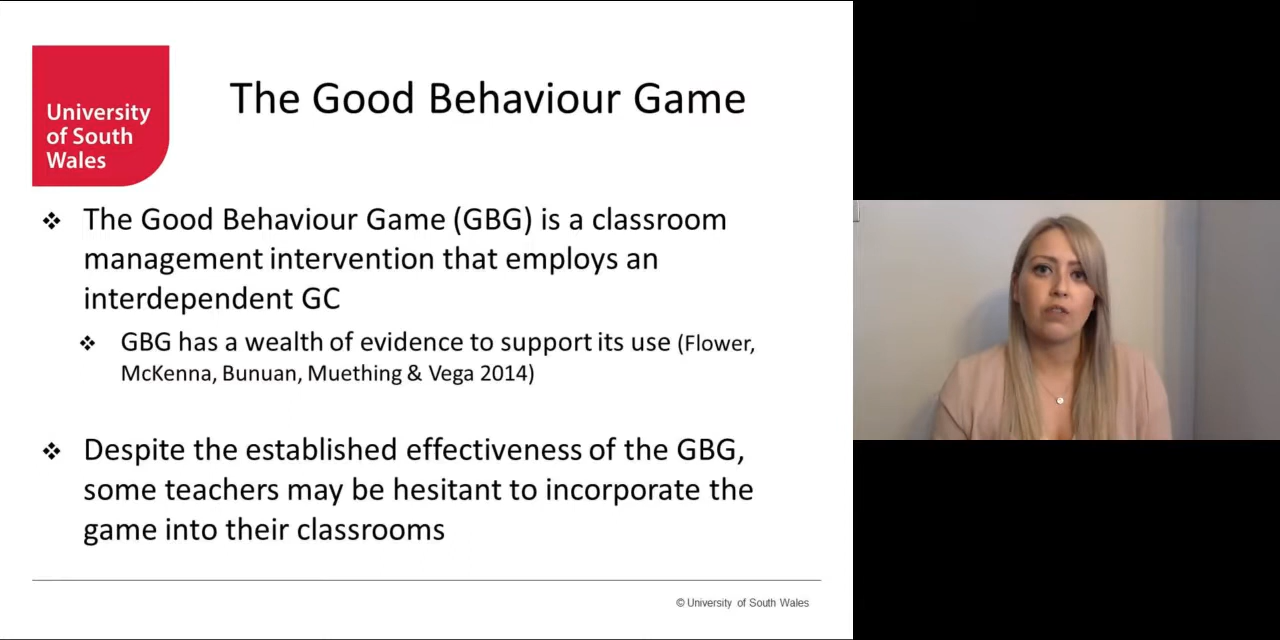 University
of South
Wales
The Good Behaviour Game
The Good Behaviour Game (GBG) is a classroom
management intervention that employs an
interdependent GC
GBG has a wealth of evidence to support its use (Flower,
McKenna, Bunuan, Muething & Vega 2014)
Despite the established effectiveness of the GBG,
some teachers may be hesitant to incorporate the
game into their classrooms
© University of South Wales